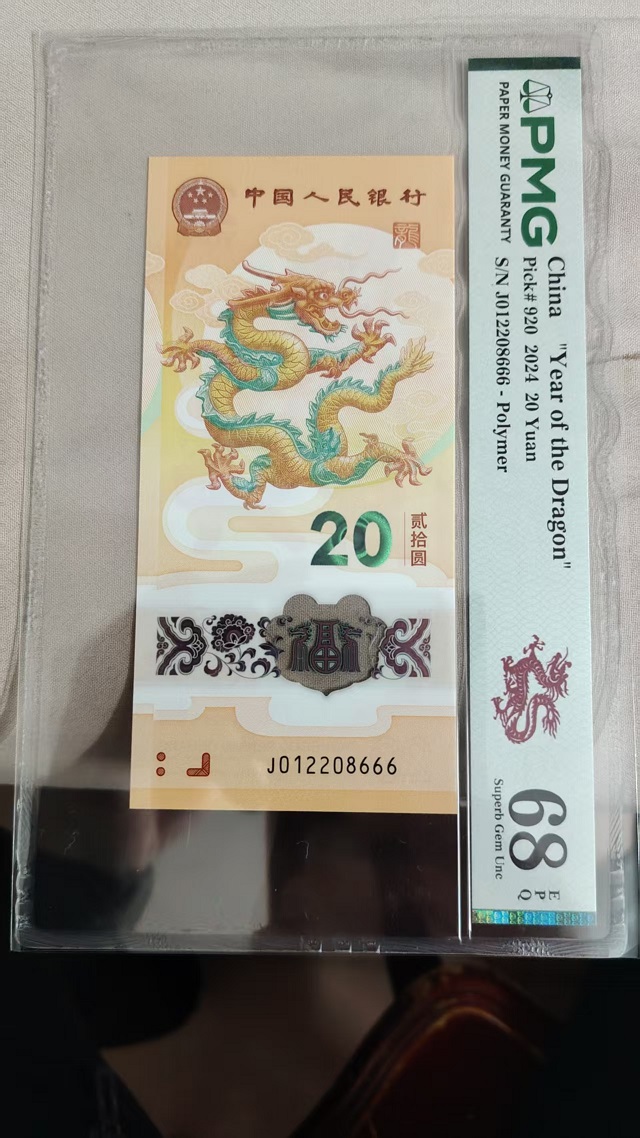 中国人民银行
龍
20
贰拾圆
J012208666
PMG
PAPER MONEY GUARANTY
China "Year of the Dragon"
Pick# 920 2024 20 Yuan
S/N J012208666 - Polymer
68 EPQ
Superb Gem Unc